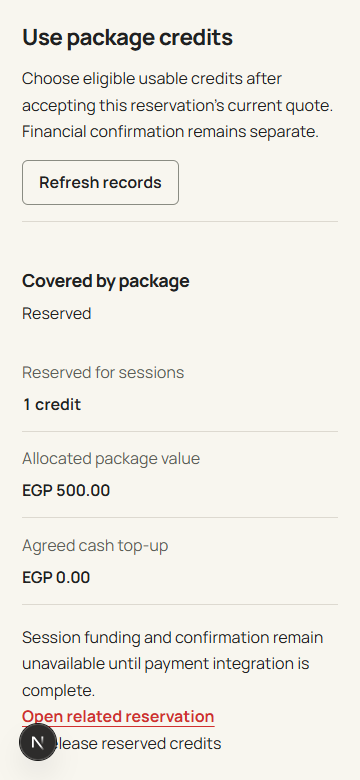 Use package credits
Choose eligible usable credits after
accepting this reservation's current quote.
Financial confirmation remains separate.
Refresh records
Covered by package
Reserved
Reserved for sessions
1 credit
Allocated package value
EGP 500.00
Agreed cash top-up
EGP 0.00
Session funding and confirmation remain
unavailable until payment integration is
complete.
Open related reservation
N
reserved credits